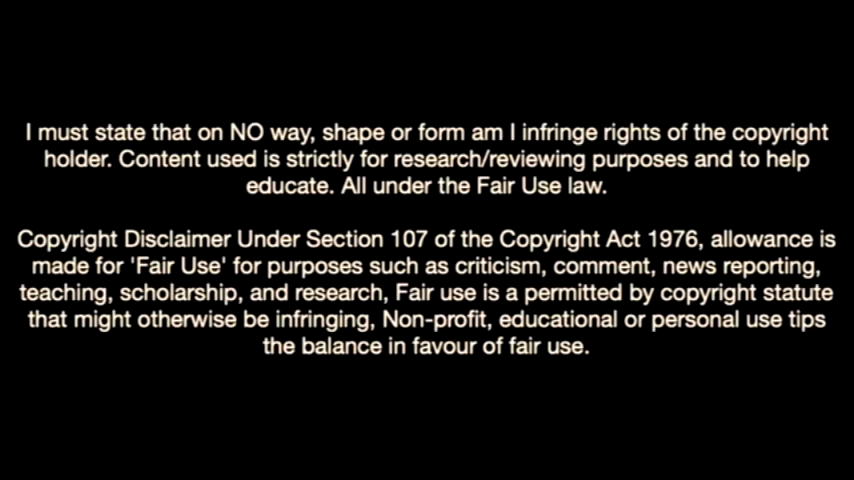 I must state that on NO way, shape or form am I infringe rights of the copyright
holder. Content used is strictly for research/reviewing purposes and to help
educate. All under the Fair Use law.
Copyright Disclaimer Under Section 107 of the Copyright Act 1976, allowance is
made for 'Fair Use' for purposes such as criticism, comment, news reporting,
teaching, scholarship, and research, Fair use is a permitted by copyright statute
that might otherwise be infringing, Non-profit, educational or personal use tips
the balance in favour of fair use.